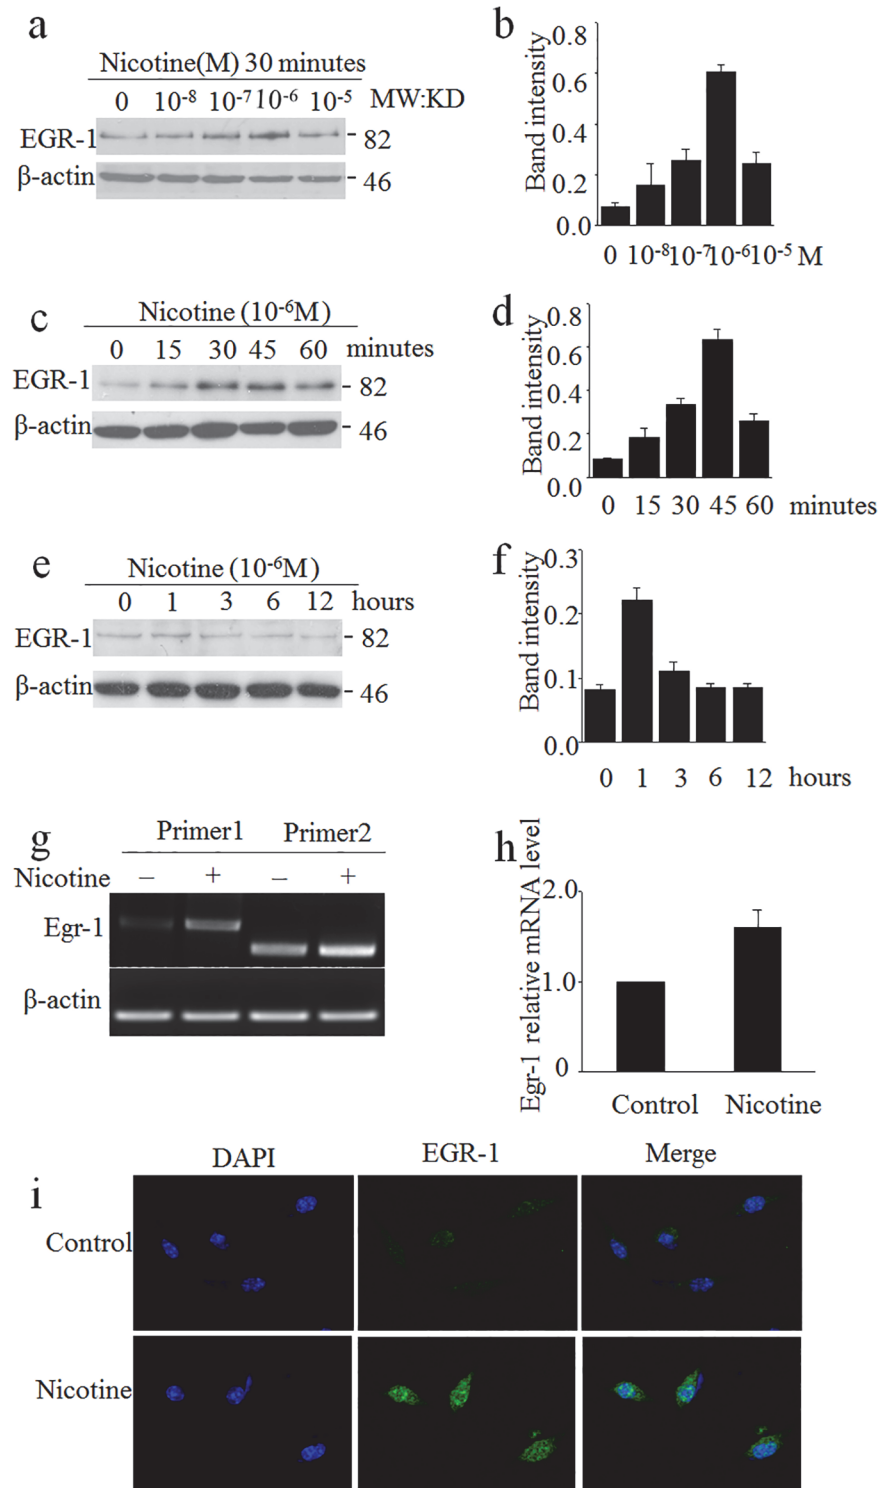 a
Nicotine(M) 30 minutes
0 10-8 10-7 10-6 10-5 MW:KD
EGR-1 - 82
β-actin - 46
b
Band intensity
0.8
0.6
0.4
0.2
0.0
0 10-8 10-7 10-6 10-5 M
c
Nicotine (10-6M)
0 15 30 45 60 minutes
EGR-1 - 82
β-actin - 46
d
Band intensity
0.8
0.6
0.4
0.2
0.0
0 15 30 45 60 minutes
e
Nicotine (10-6M)
0 1 3 6 12 hours
EGR-1 - 82
β-actin - 46
f
Band intensity
0.3
0.2
0.1
0.0
0 1 3 6 12 hours
g
Primer1 Primer2
Nicotine – + – +
Egr-1
β-actin
h
Egr-1 relative mRNA level
2.0
1.0
0
Control Nicotine
i
DAPI EGR-1 Merge
Control
Nicotine